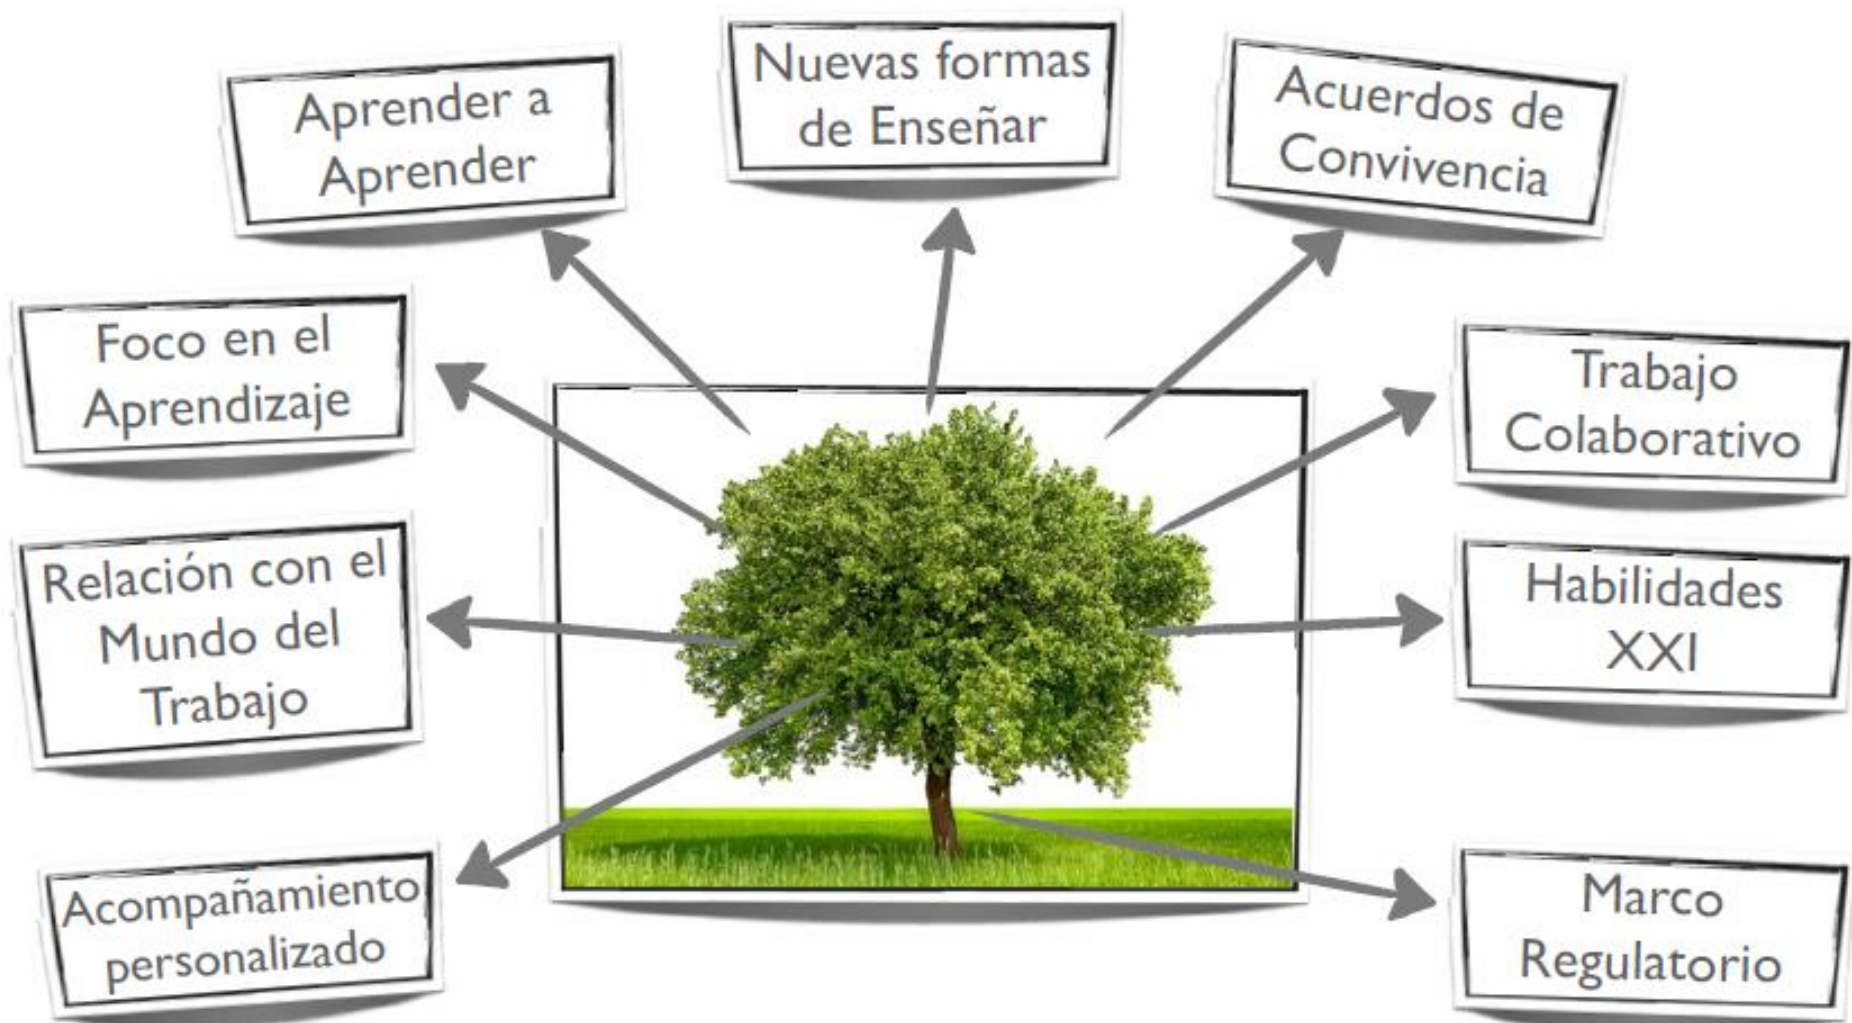 Aprender a
Aprender
Nuevas formas
de Enseñar
Acuerdos de
Convivencia
Foco en el
Aprendizaje
Trabajo
Colaborativo
Relación con el
Mundo del
Trabajo
Habilidades
XXI
Acompañamiento
personalizado
Marco
Regulatorio